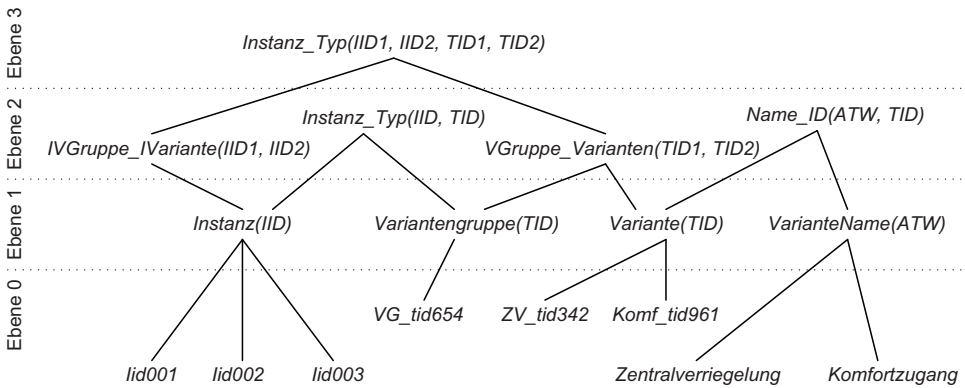 Ebene 3
Instanz_Typ(IID1, IID2, TID1, TID2)
Ebene 2
Instanz_Typ(IID, TID)
Name_ID(ATW, TID)
IVGruppe_IVariante(IID1, IID2)
VGruppe_Varianten(TID1, TID2)
Ebene 1
Instanz(IID)
Variantengruppe(TID)
Variante(TID)
VarianteName(ATW)
Ebene 0
VG_tid654
ZV_tid342
Komf_tid961
Iid001
Iid002
Iid003
Zentralverriegelung
Komfortzugang